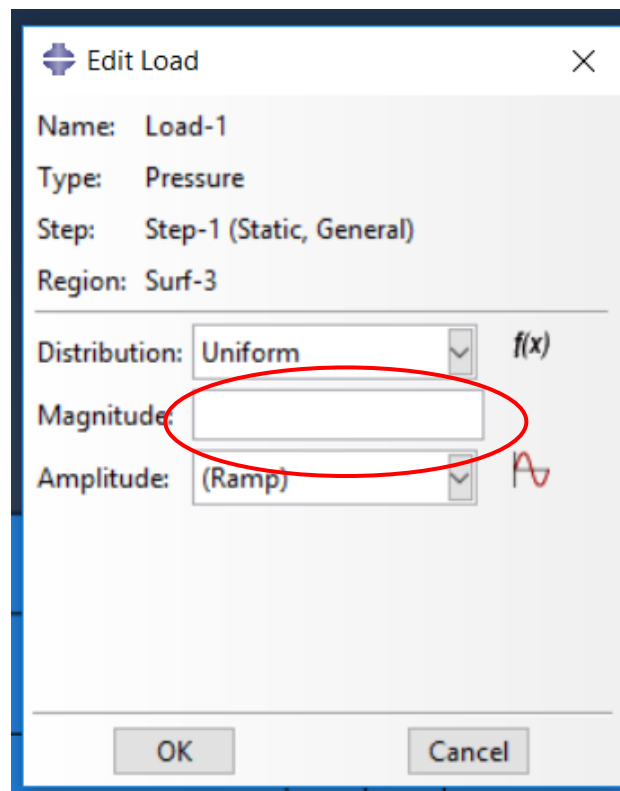 Edit Load
Name: Load-1
Type: Pressure
Step: Step-1 (Static, General)
Region: Surf-3
Distribution: Uniform f(x)
Magnitude:
Amplitude: (Ramp)
OK Cancel